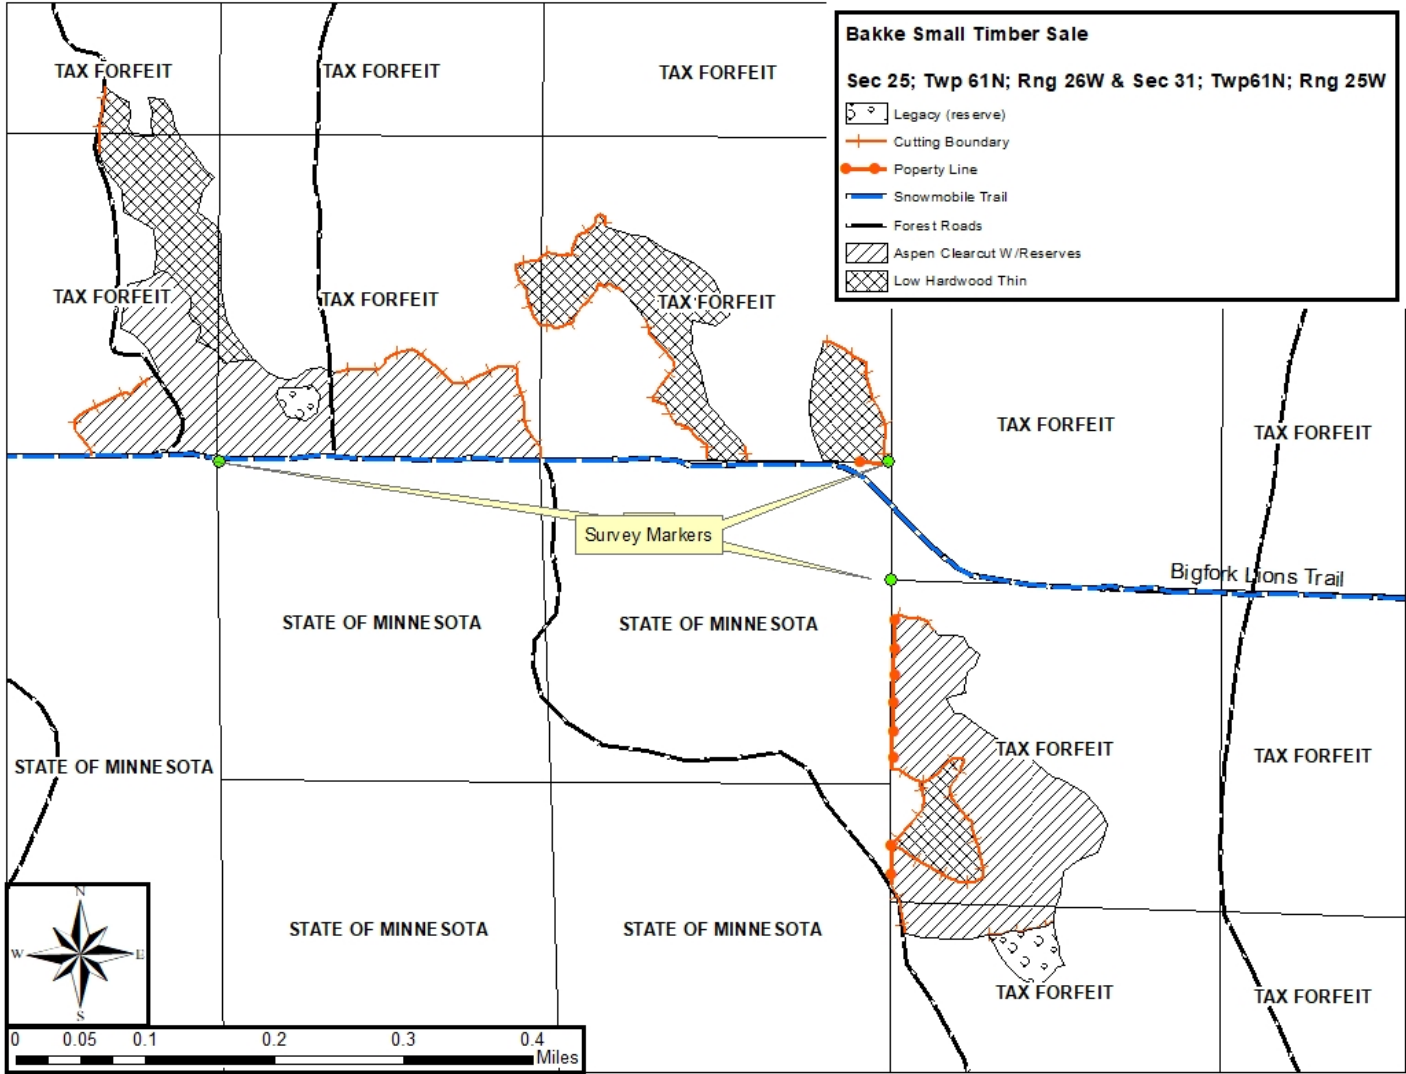 Bakke Small Timber Sale
Sec 25; Twp 61N; Rng 26W & Sec 31; Twp61N; Rng 25W
Legacy (reserve)
Cutting Boundary
Poperty Line
Snowmobile Trail
Forest Roads
Aspen Clearcut W/Reserves
Low Hardwood Thin
TAX FORFEIT
TAX FORFEIT
TAX FORFEIT
TAX FORFEIT
TAX FORFEIT
TAX FORFEIT
TAX FORFEIT
TAX FORFEIT
Survey Markers
Bigfork Lions Trail
STATE OF MINNESOTA
STATE OF MINNESOTA
TAX FORFEIT
TAX FORFEIT
STATE OF MINNESOTA
STATE OF MINNESOTA
STATE OF MINNESOTA
TAX FORFEIT
TAX FORFEIT
N
W
E
S
0 0.05 0.1 0.2 0.3 0.4
Miles